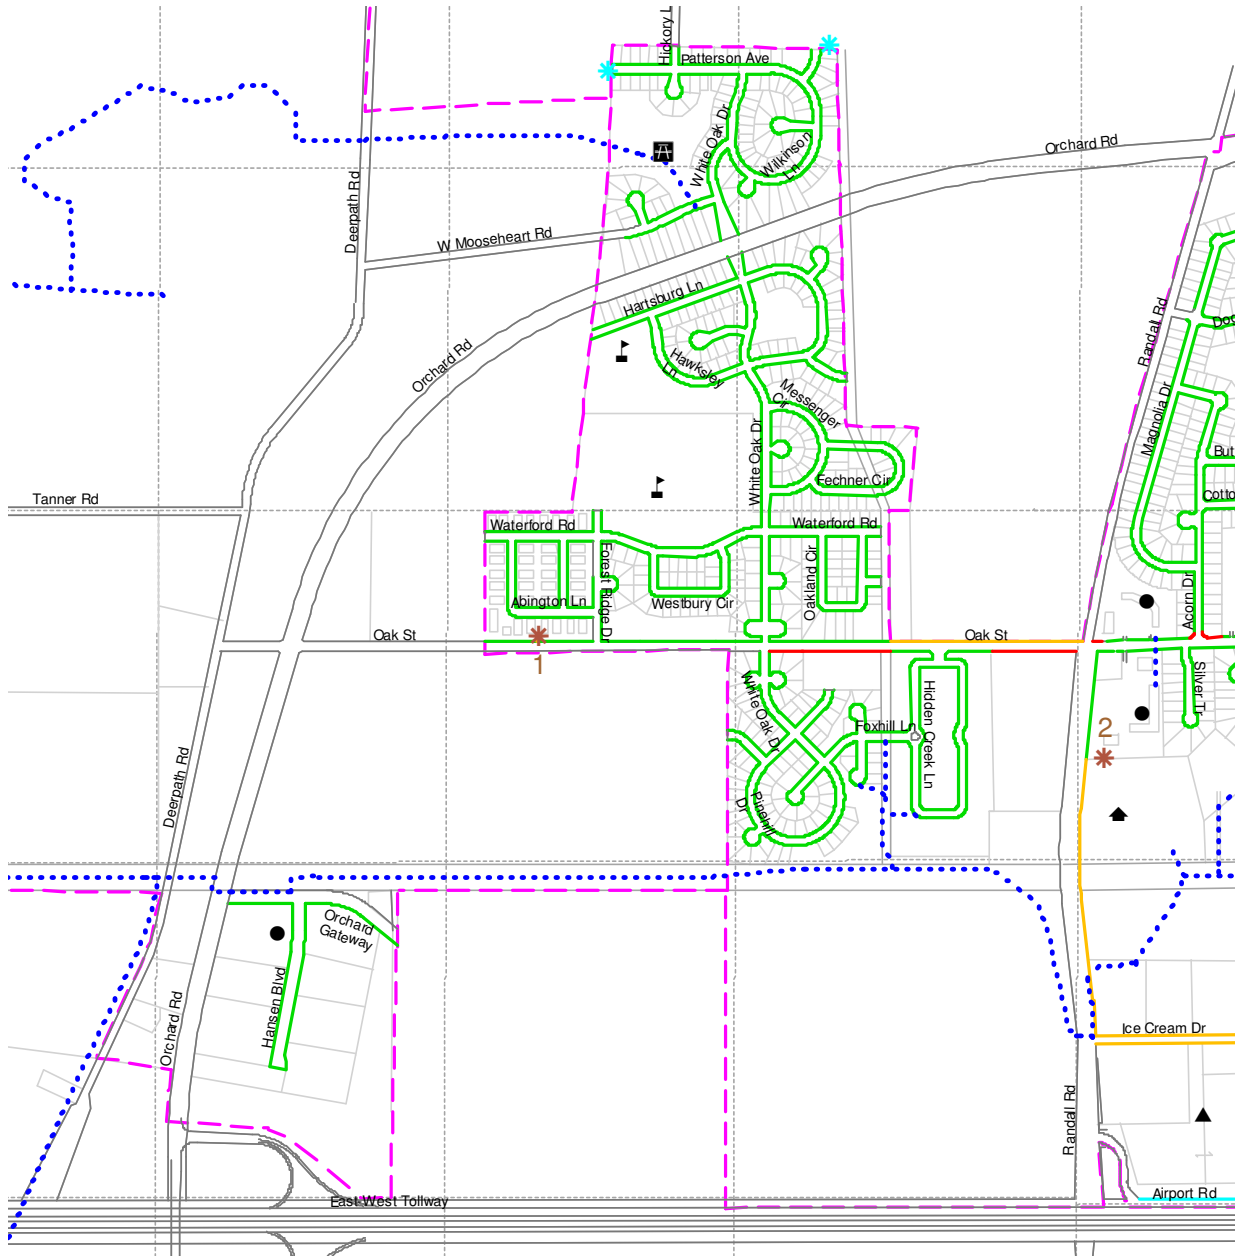 Hickory
Patterson Ave
White Oak Dr
Wilkinson
Ln
Orchard Rd
Deerpath Rd
W Mooseheart Rd
Hartsburg Ln
Randall Rd
Orchard Rd
Hawksley
Ln
Messenger
Cir
Magnolia Dr
White Oak Dr
Fechner Cir
Tanner Rd
Waterford Rd
Waterford Rd
Forest Ridge Dr
Oakland Cir
Abington Ln
Westbury Cir
Acorn Dr
Oak St
Oak St
1
White Oak Dr
Hidden Creek Ln
Silver Tr
Foxhill Ln
2
Deerpath Rd
Pinehill
Dr
Orchard
Gateway
Hansen Blvd
Orchard Rd
Ice Cream Dr
Randall Rd
1
Airport Rd
East West Tollway